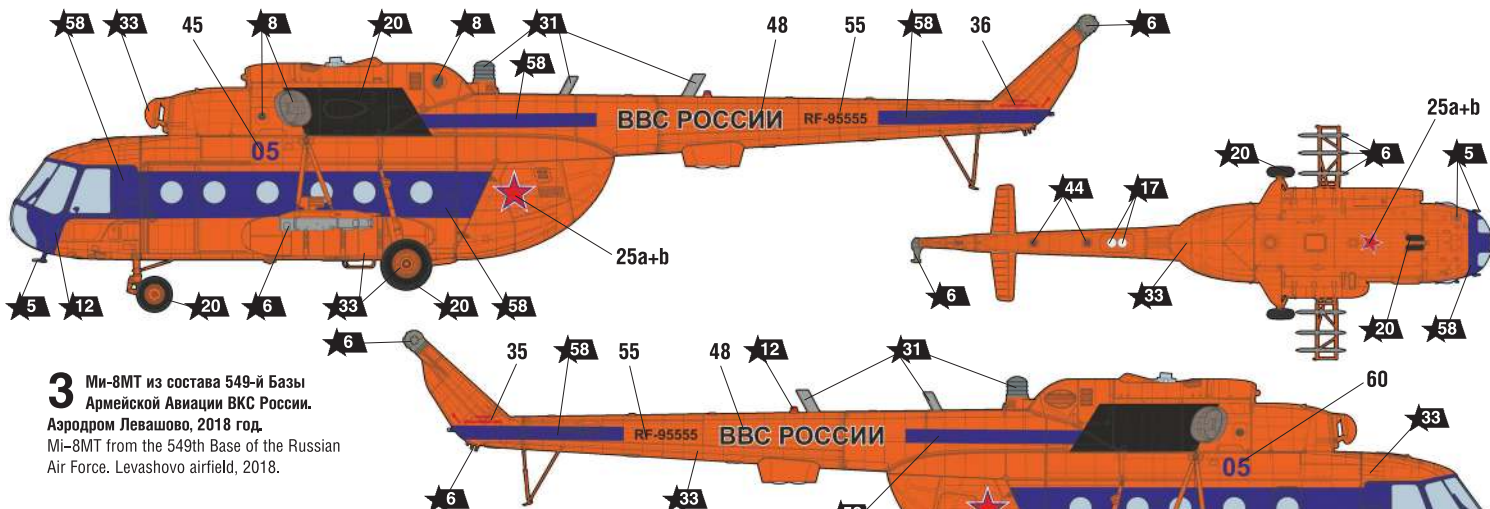 58 33 45 8 20 8 31 48 55 58 36 6
58
ВВС РОССИИ RF-95555
05
25a+b
5 12 20 6 33 20 58
25a+b
20 6 5
44 17
6 33 20 58
6 35 58 55 48 12 31 60
33
3 Ми-8МТ из состава 549-й Базы
Армейской Авиации ВКС России.
Аэродром Левашово, 2018 год.
Mi–8MT from the 549th Base of the Russian
Air Force. Levashovo airfield, 2018.
RF-95555 ВВС РОССИИ
05
6 33